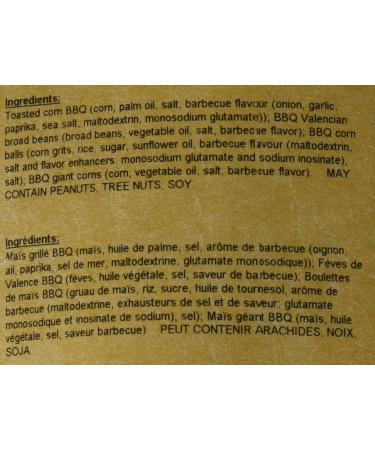 Ingredients:
Toasted corn BBQ (corn, palm oil, salt, barbecue flavour (onion, garlic,
paprika, sea salt, maltodextrin, monosodium glutamate)); BBQ Valencian
broad beans (broad beans, vegetable oil, salt, barbecue flavor); BBQ corn
balls (corn grits, rice, sugar, sunflower oil, barbecue flavour (maltodextrin,
salt and flavor enhancers: monosodium glutamate and sodium inosinate),
salt); BBQ giant corns (corn, vegetable oil, salt, barbecue flavor). MAY
CONTAIN PEANUTS, TREE NUTS, SOY
Ingrédients:
Maïs grillé BBQ (maïs, huile de palme, sel, arôme de barbecue (oignon,
ail, paprika, sel de mer, maltodextrine, glutamate monosodique)); Fèves de
Valence BBQ (fèves, huile végétale, sel, saveur de barbecue); Boulettes
de maïs BBQ (gruau de maïs, riz, sucre, huile de tournesol, arôme de
barbecue (maltodextrine, exhausteurs de sel et de saveur: glutamate
monosodique et inosinate de sodium), sel); Maïs géant BBQ (maïs, huile
végétale, sel, saveur barbecue) PEUT CONTENIR ARACHIDES, NOIX.
SOJA